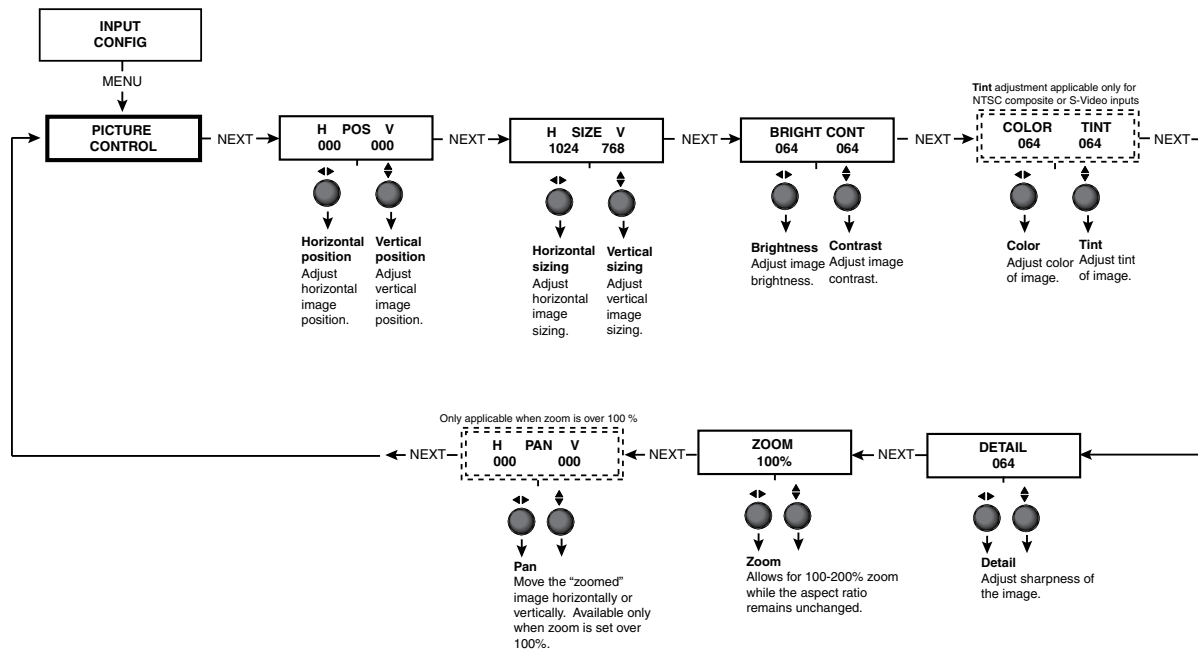 INPUT
CONFIG
MENU
PICTURE
CONTROL
NEXT
H POS V
000 000
Horizontal
position
Adjust
horizontal
image
position.
Vertical
position
Adjust
vertical
image
position.
NEXT
H SIZE V
1024 768
Horizontal
sizing
Adjust
horizontal
image
sizing.
Vertical
sizing
Adjust
vertical
image
sizing.
NEXT
BRIGHT CONT
064 064
Brightness
Adjust image
brightness.
Contrast
Adjust image
contrast.
NEXT
Tint adjustment applicable only for
NTSC composite or S-Video inputs
COLOR TINT
064 064
Color
Adjust color
of image.
Tint
Adjust tint
of image.
NEXT
DETAIL
064
Detail
Adjust sharpness of
the image.
NEXT
ZOOM
100%
Zoom
Allows for 100-200% zoom
while the aspect ratio
remains unchanged.
NEXT
Only applicable when zoom is over 100 %
H PAN V
000 000
Pan
Move the “zoomed”
image horizontally or
vertically. Available only
when zoom is set over
100%.
NEXT